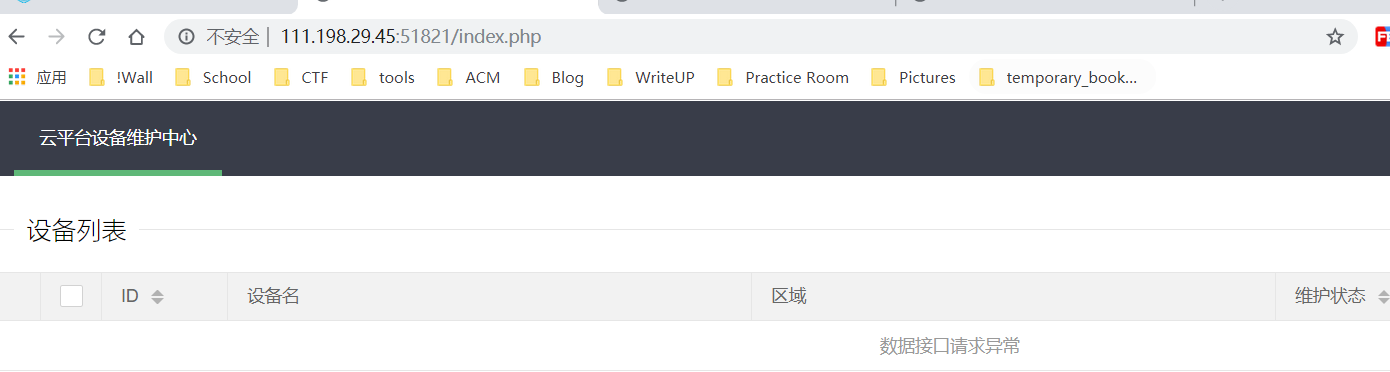 不安全 | 111.198.29.45:51821/index.php
应用 !Wall School CTF tools ACM Blog WriteUP Practice Room Pictures temporary_book...
云平台设备维护中心
设备列表
ID 设备名 区域 维护状态
数据接口请求异常